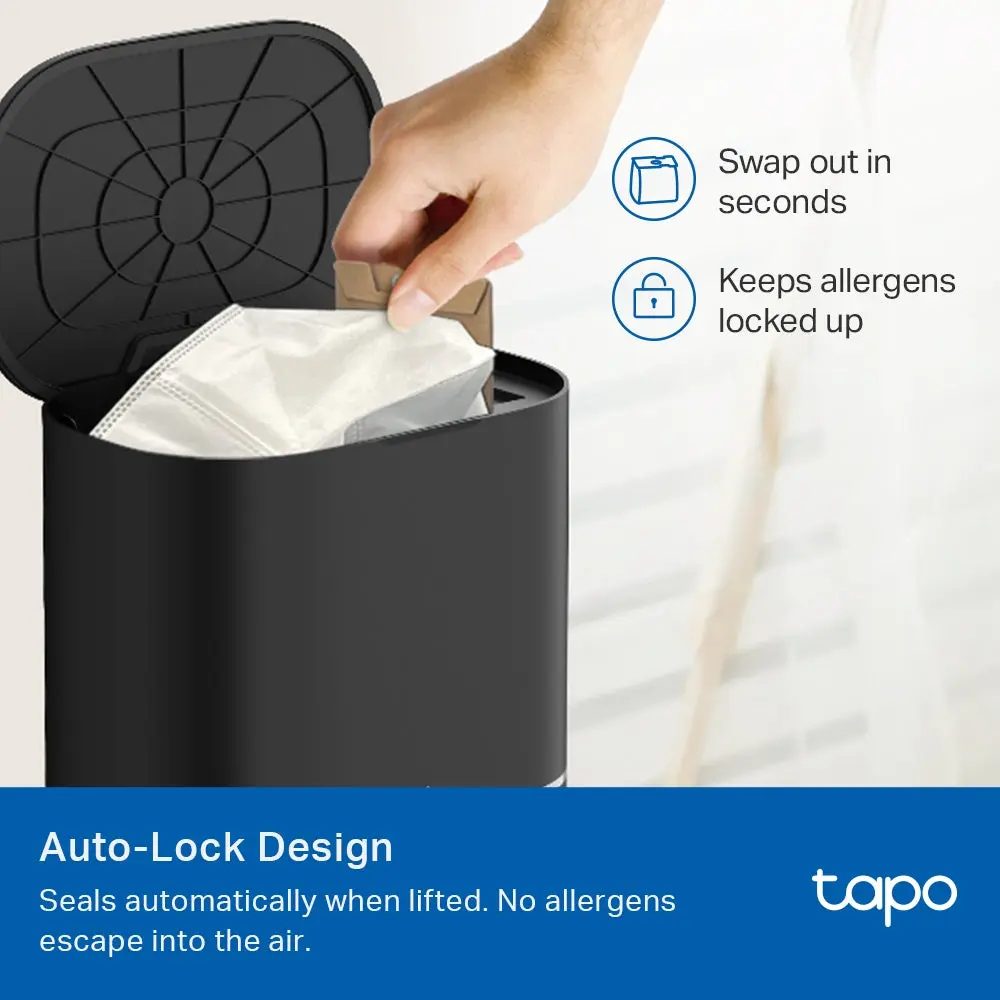 Swap out in
seconds
Keeps allergens
locked up
Auto-Lock Design
Seals automatically when lifted. No allergens
escape into the air.
tapo